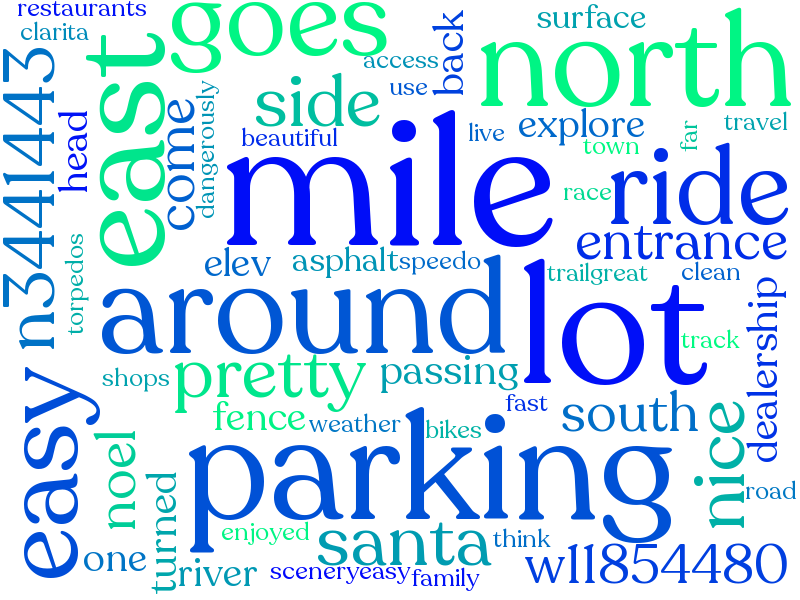 restaurants
clarita
goes
access
use
back
surface
north
n3441443
east
head
come
dangerously
side
beautiful
live
explore
town
far
travel
mile
race
ride
entrance
torpedos
elev
asphalt
speedo
trailgreat
clean
around
lot
track
dealership
shops
pretty
passing
fast
easy
fence
weather
bikes
south
nice
noel
parking
road
turned
enjoyed
santa
think
one
river
sceneryeasy
family
w11854480